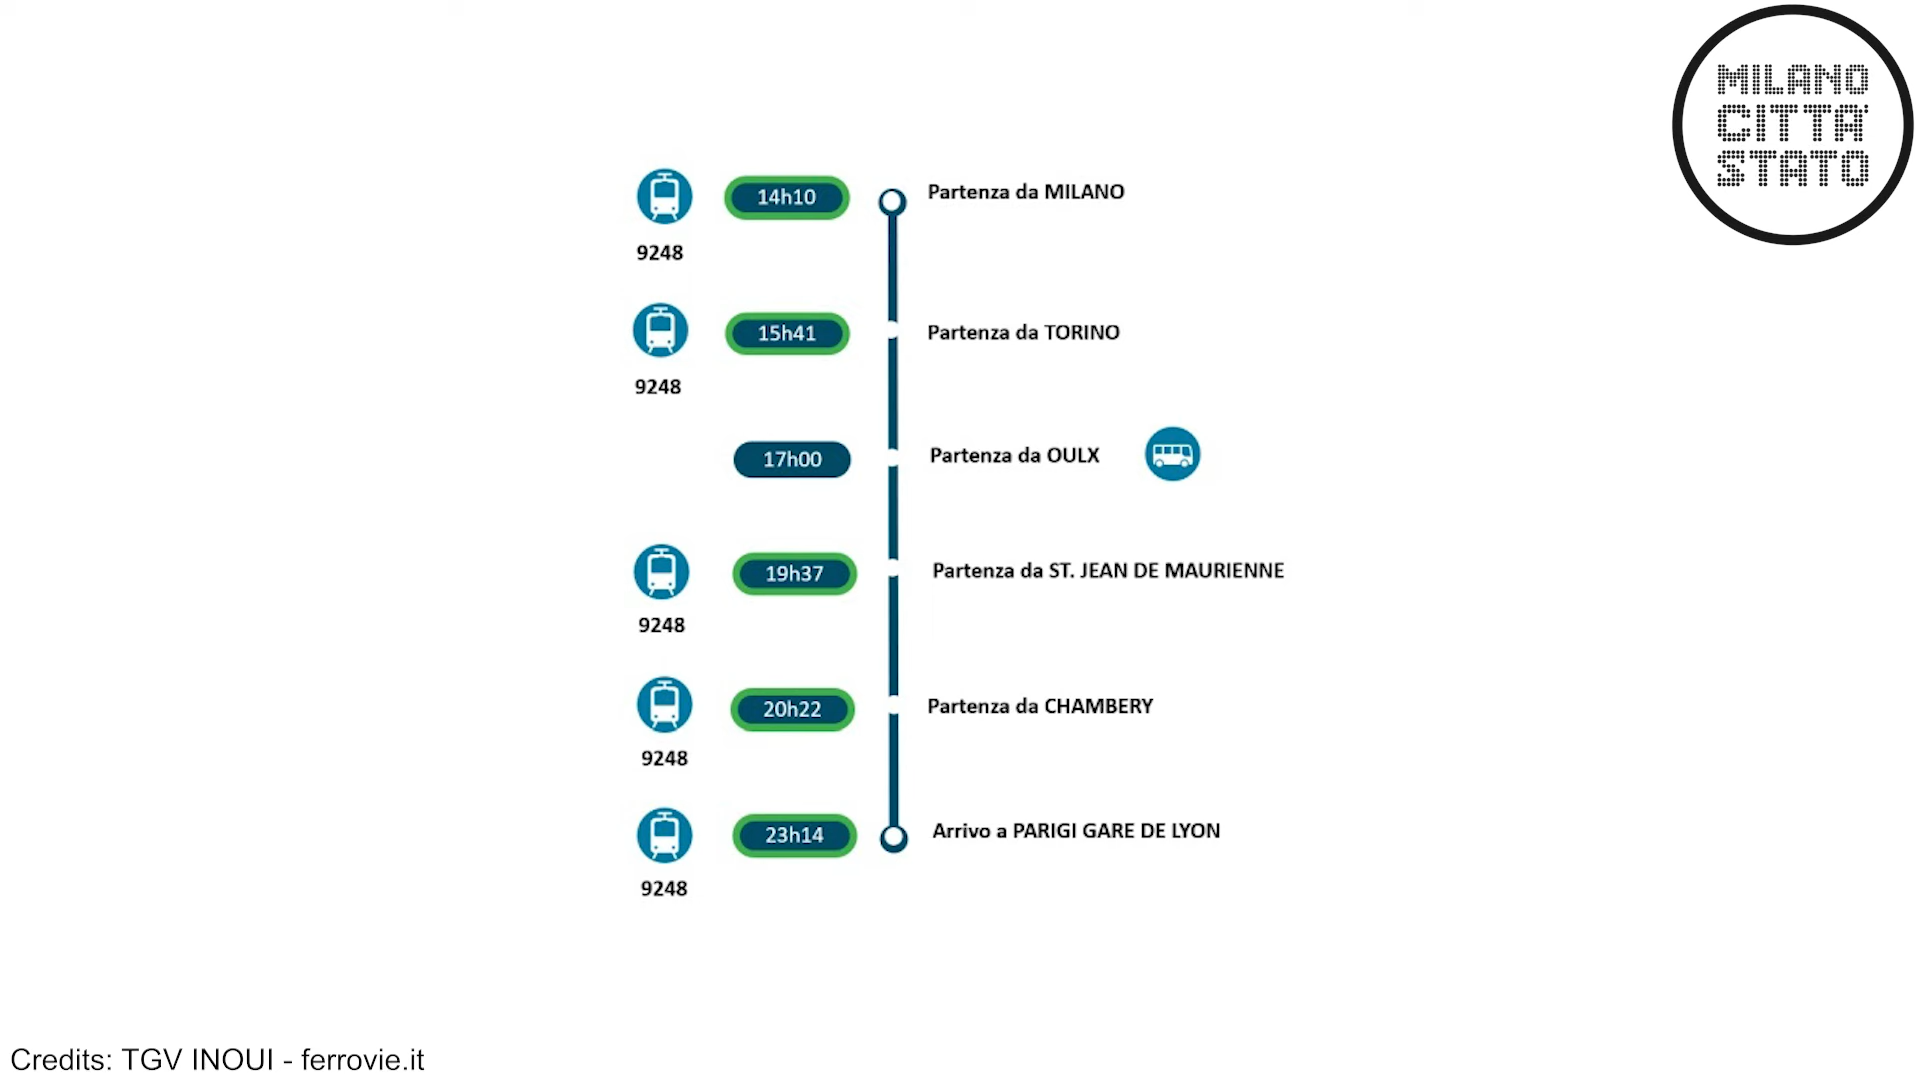 MILANO
CITTA'
STATO
14h10 Partenza da MILANO
9248
15h41 Partenza da TORINO
9248
17h00 Partenza da OULX
19h37 Partenza da ST. JEAN DE MAURIENNE
9248
20h22 Partenza da CHAMBERY
9248
23h14 Arrivo a PARIGI GARE DE LYON
9248
Credits: TGV INOUI - ferrovie.it